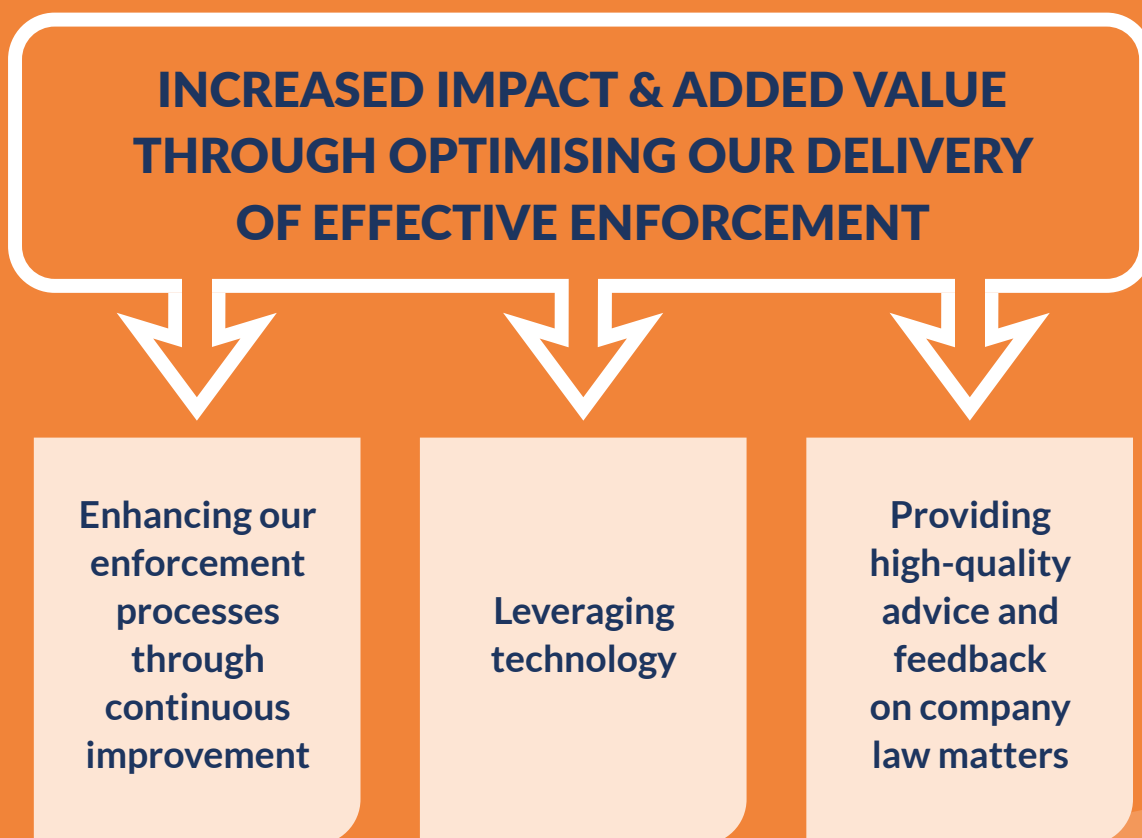 INCREASED IMPACT & ADDED VALUE
THROUGH OPTIMISING OUR DELIVERY
OF EFFECTIVE ENFORCEMENT
Enhancing our
enforcement
processes
through
continuous
improvement
Leveraging
technology
Providing
high-quality
advice and
feedback
on company
law matters